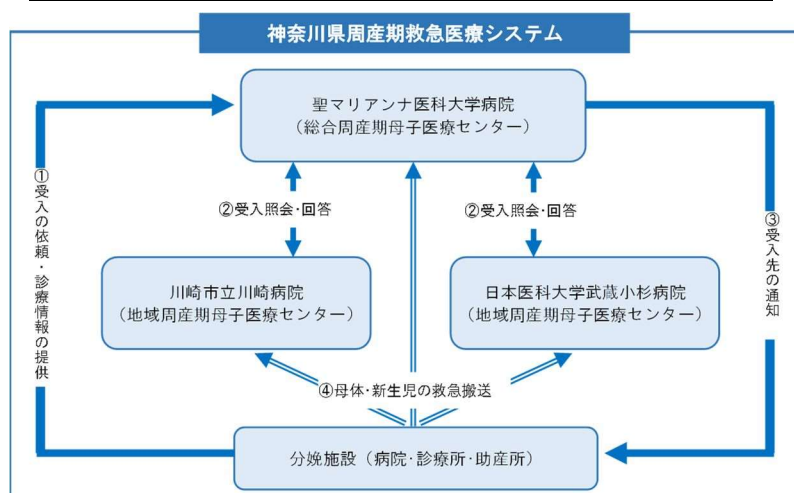 神奈川県周産期救急医療システム
聖マリアンナ医科大学病院
（総合周産期母子医療センター）
①受入の依頼・診療情報の提供
②受入照会・回答
②受入照会・回答
③受入先の通知
川崎市立川崎病院
（地域周産期母子医療センター）
日本医科大学武蔵小杉病院
（地域周産期母子医療センター）
④母体・新生児の救急搬送
分娩施設（病院・診療所・助産所）